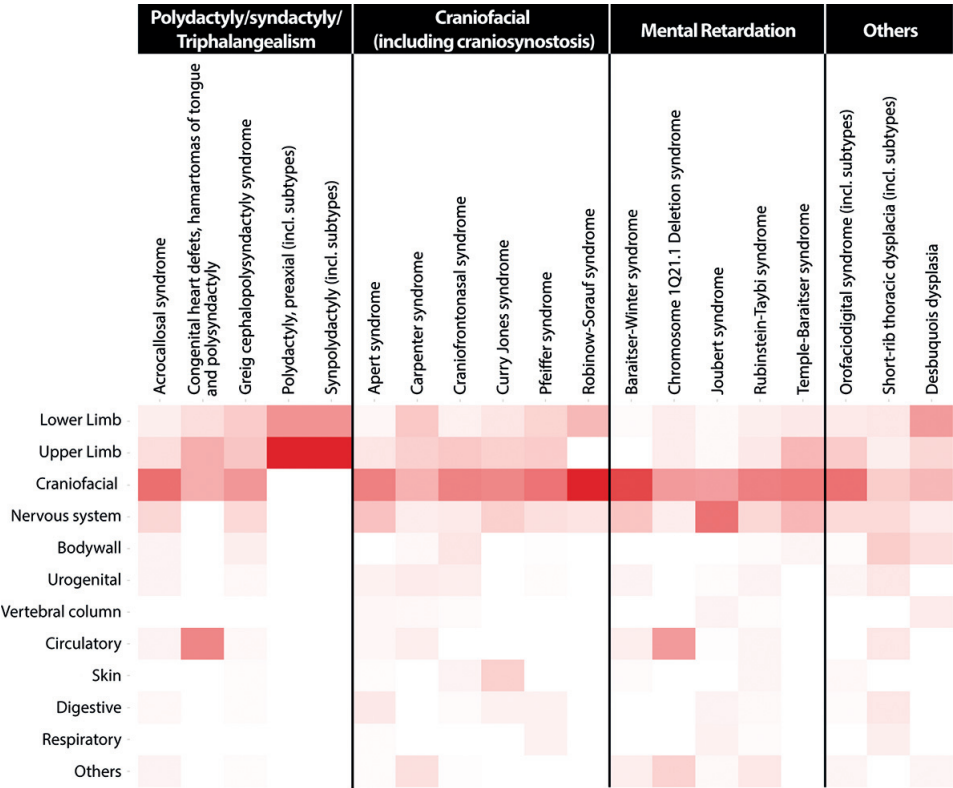 Polydactyly/syndactyly/
Triphalangealism
Craniofacial
(including craniosynostosis)
Mental Retardation
Others
Acrocallosal syndrome
Congenital heart defets, hamartomas of tongue
and polysyndactyly
Greig cephalopolysyndactyly syndrome
Polydactyly, preaxial (incl. subtypes)
Synpolydactyly (incl. subtypes)
Apert syndrome
Carpenter syndrome
Craniofrontonasal syndrome
Curry Jones syndrome
Pfeiffer syndrome
Robinow-Sorauf syndrome
Baraitser-Winter syndrome
Chromosome 1Q21.1 Deletion syndrome
Joubert syndrome
Rubinstein-Taybi syndrome
Temple-Baraitser syndrome
Orofaciodigital syndrome (incl. subtypes)
Short-rib thoracic dysplacia (incl. subtypes)
Desbuquois dysplasia
Lower Limb
Upper Limb
Craniofacial
Nervous system
Bodywall
Urogenital
Vertebral column
Circulatory
Skin
Digestive
Respiratory
Others